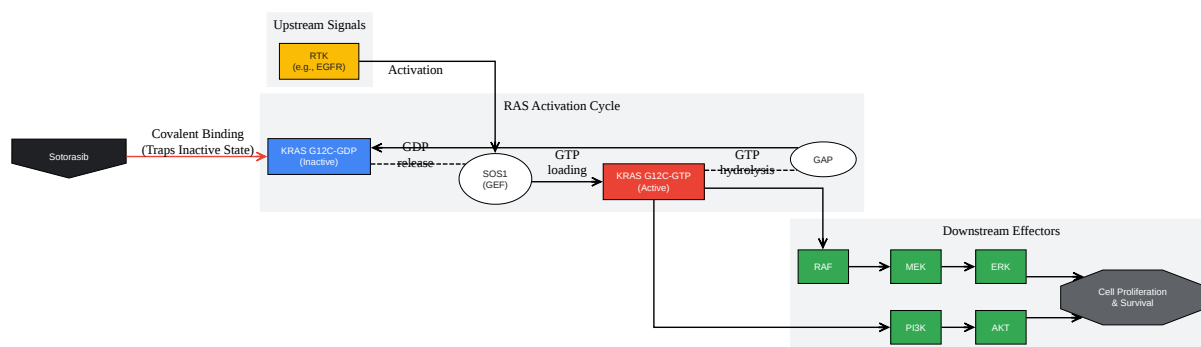 Upstream Signals
RTK
(e.g., EGFR)
Activation
RAS Activation Cycle
Sotorasib
Covalent Binding
(Traps Inactive State)
KRAS G12C-GDP
(Inactive)
GDP
release
SOS1
(GEF)
GTP
loading
KRAS G12C-GTP
(Active)
GTP
hydrolysis
GAP
Downstream Effectors
RAF
MEK
ERK
Cell Proliferation
& Survival
PI3K
AKT